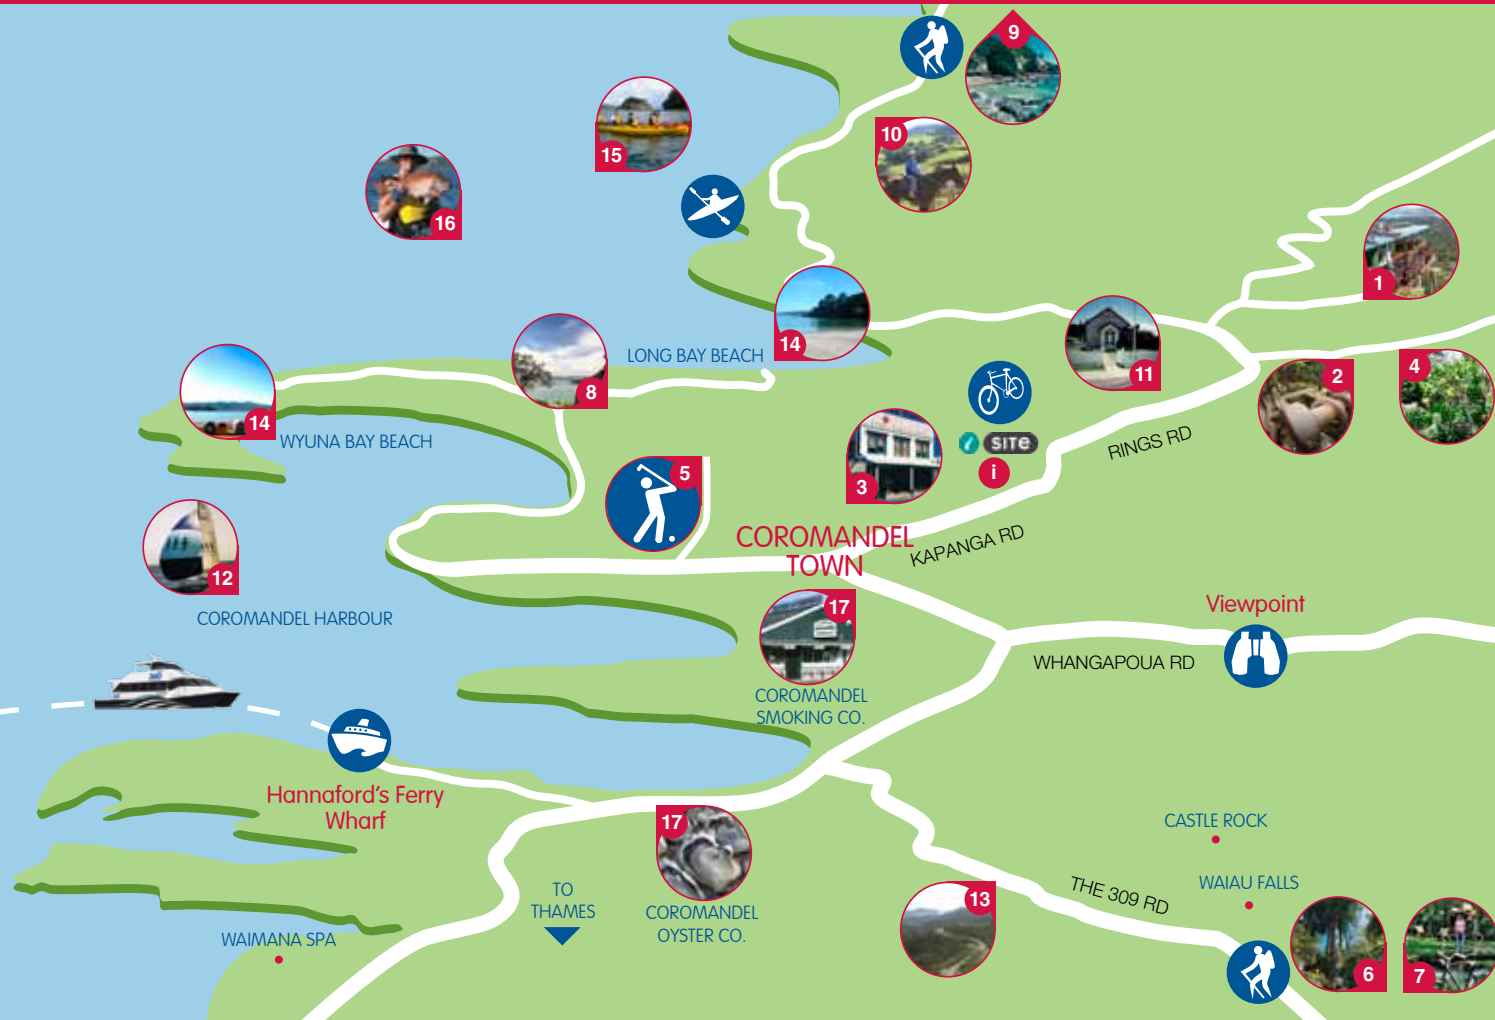 9
10
15
16
1
LONG BAY BEACH
14
8
11
2
4
14
WYUNA BAY BEACH
RINGS RD
i SITE
i
5
3
COROMANDEL
TOWN
KAPANGA RD
12
COROMANDEL HARBOUR
17
Viewpoint
WHANGAPOUA RD
COROMANDEL
SMOKING CO.
Hannaford's Ferry
Wharf
17
CASTLE ROCK
TO
THAMES
COROMANDEL
OYSTER CO.
13
THE 309 RD
WAIAU FALLS
WAIMANA SPA
6
7